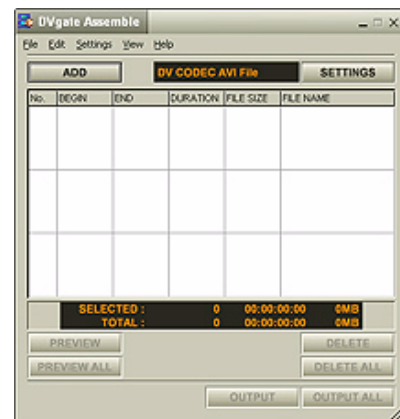 DVgate Assemble
File Edit Settings View Help
ADD DV CODEC AVI File SETTINGS
No. BEGIN END DURATION FILE SIZE FILE NAME
SELECTED : 0 00:00:00:00 0MB
TOTAL : 0 00:00:00:00 0MB
PREVIEW DELETE
PREVIEW ALL DELETE ALL
OUTPUT OUTPUT ALL